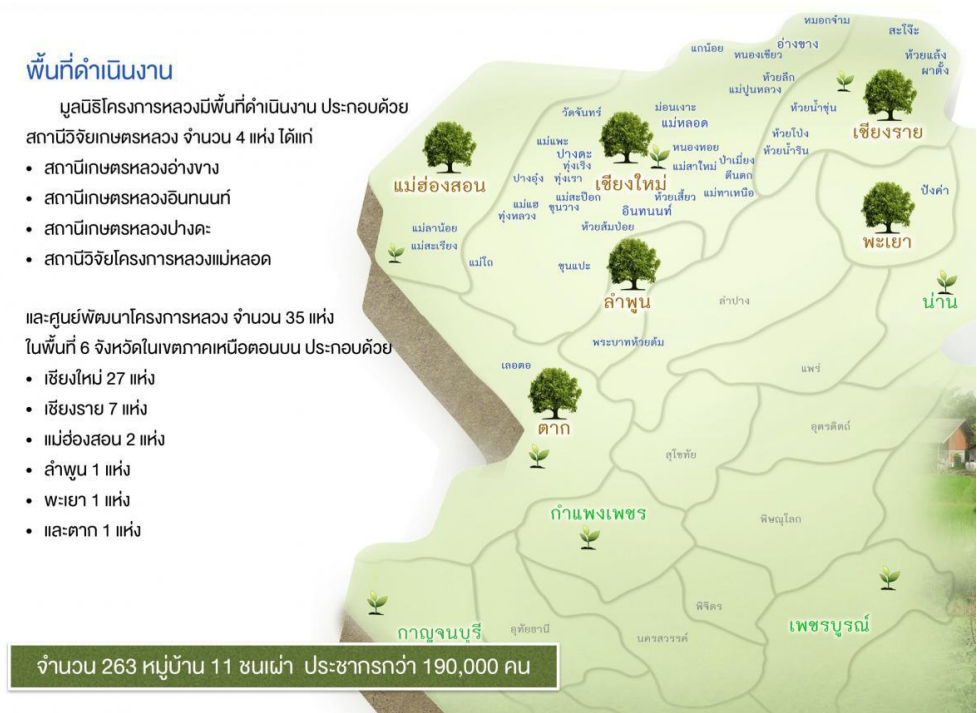 พื้นที่ดำเนินงาน
มูลนิธิโครงการหลวงมีพื้นที่ดำเนินงาน ประกอบด้วย
สถานีวิจัยเกษตรหลวง จำนวน 4 แห่ง ได้แก่
• สถานีเกษตรหลวงอ่างขาง
• สถานีเกษตรหลวงอินทนนท์
• สถานีเกษตรหลวงปางดะ
• สถานีวิจัยโครงการหลวงแม่หลอด
และศูนย์พัฒนาโครงการหลวง จำนวน 35 แห่ง
ในพื้นที่ 6 จังหวัดในเขตภาคเหนือตอนบน ประกอบด้วย
• เชียงใหม่ 27 แห่ง
• เชียงราย 7 แห่ง
• แม่ฮ่องสอน 2 แห่ง
• ลำพูน 1 แห่ง
• พะเยา 1 แห่ง
• และตาก 1 แห่ง
จำนวน 263 หมู่บ้าน 11 ชนเผ่า ประชากรกว่า 190,000 คน
หมอกจ๋าม
สะโง๊ะ
แกน้อย
หนองเขียว
อ่างขาง
ห้วยแล้ง
ผาตั้ง
ห้วยลึก
แม่ปูนหลวง
เชียงราย
วัดจันทร์
ม่อนเงาะ
แม่หลอด
ห้วยน้ำขุ่น
แม่แพะ
ปางดะ
ทุ่งเริง
ทุ่งเรา
ปางอุ๋ง
หนองหอย
แม่สาใหม่
ป่าเมี่ยง
ตีนตก
ห้วยโป่ง
ห้วยน้ำริน
แม่ฮ่องสอน
เชียงใหม่
แม่แฮ
ทุ่งหลวง
ขุนวาง
แม่สะป๊อก
ห้วยเสี้ยว
แม่ทาเหนือ
อินทนนท์
ปังค่า
พะเยา
แม่ลาน้อย
แม่สะเรียง
ห้วยส้มป่อย
แม่โถ
ขุนแปะ
ลำพูน
ลำปาง
น่าน
พระบาทห้วยต้ม
เลอตอ
แพร่
ตาก
อุตรดิตถ์
สุโขทัย
กำแพงเพชร
พิษณุโลก
พิจิตร
กาญจนบุรี
อุทัยธานี
นครสวรรค์
เพชรบูรณ์